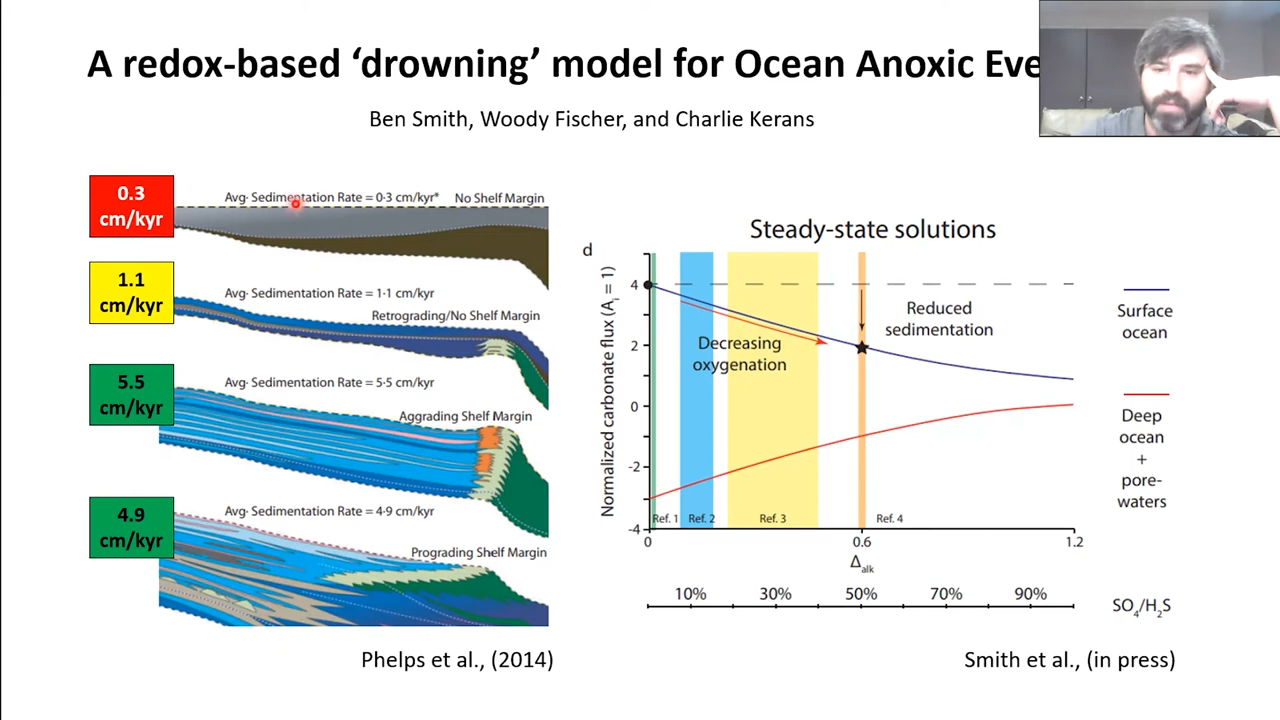 A redox-based ‘drowning’ model for Ocean Anoxic Eve
Ben Smith, Woody Fischer, and Charlie Kerans
0.3
cm/kyr
Avg· Sedimentation Rate = 0·3 cm/kyr* No Shelf Margin
1.1
cm/kyr
Avg· Sedimentation Rate = 1·1 cm/kyr
Retrograding/No Shelf Margin
5.5
cm/kyr
Avg· Sedimentation Rate = 5·5 cm/kyr
Aggrading Shelf Margin
4.9
cm/kyr
Avg· Sedimentation Rate = 4·9 cm/kyr
Prograding Shelf Margin
Phelps et al., (2014)
Steady-state solutions
d
Normalized carbonate flux (Aᵢ = 1)
4
2
0
-2
-4
Decreasing
oxygenation
Reduced
sedimentation
Surface
ocean
Deep
ocean
+
pore-
waters
Ref. 1 Ref. 2 Ref. 3 Ref. 4
0 0.6 1.2
Δalk
10% 30% 50% 70% 90%
SO₄/H₂S
Smith et al., (in press)